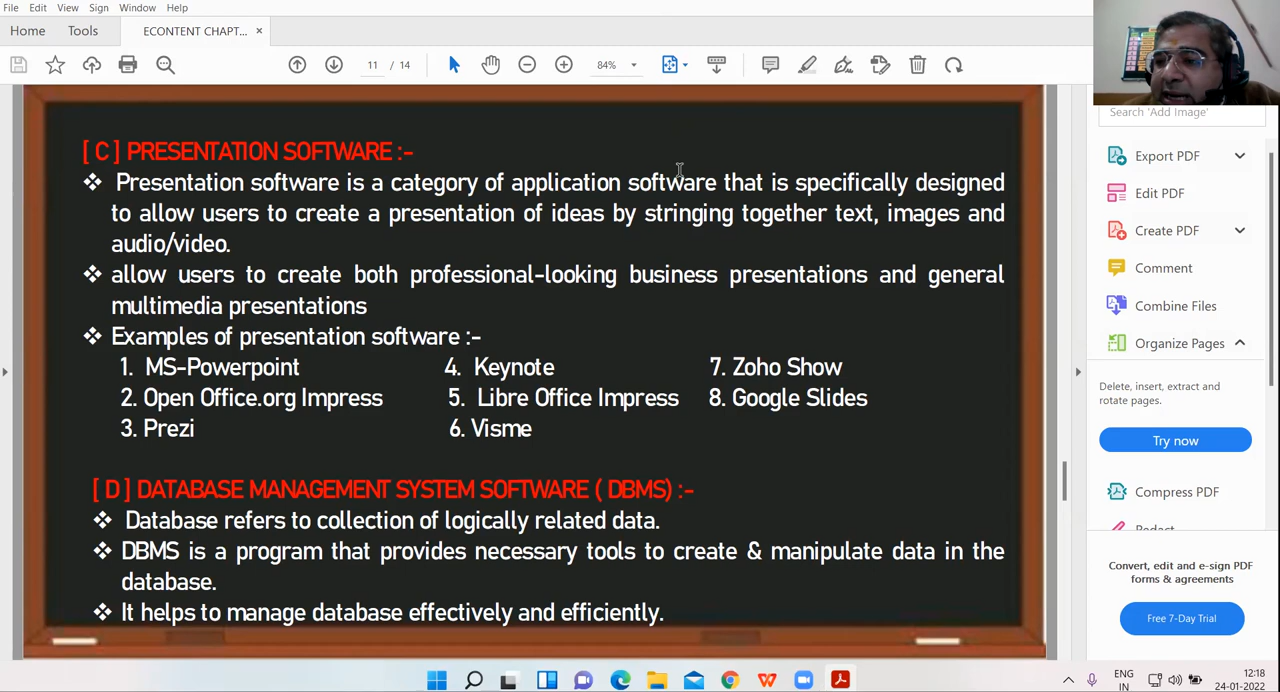 File Edit View Sign Window Help
Home Tools ECONTENT CHAPT... ×
11 / 14 84%
Search 'Add Image'
[ C ] PRESENTATION SOFTWARE :-
❖ Presentation software is a category of application software that is specifically designed
to allow users to create a presentation of ideas by stringing together text, images and
audio/video.
❖ allow users to create both professional-looking business presentations and general
multimedia presentations
❖ Examples of presentation software :-
1. MS-Powerpoint 4. Keynote 7. Zoho Show
2. Open Office.org Impress 5. Libre Office Impress 8. Google Slides
3. Prezi 6. Visme
[ D ] DATABASE MANAGEMENT SYSTEM SOFTWARE ( DBMS) :-
❖ Database refers to collection of logically related data.
❖ DBMS is a program that provides necessary tools to create & manipulate data in the
database.
❖ It helps to manage database effectively and efficiently.
Export PDF
Edit PDF
Create PDF
Comment
Combine Files
Organize Pages
Delete, insert, extract and
rotate pages.
Try now
Compress PDF
Redact
Convert, edit and e-sign PDF
forms & agreements
Free 7-Day Trial
ENG
IN
12:18
24-01-2022